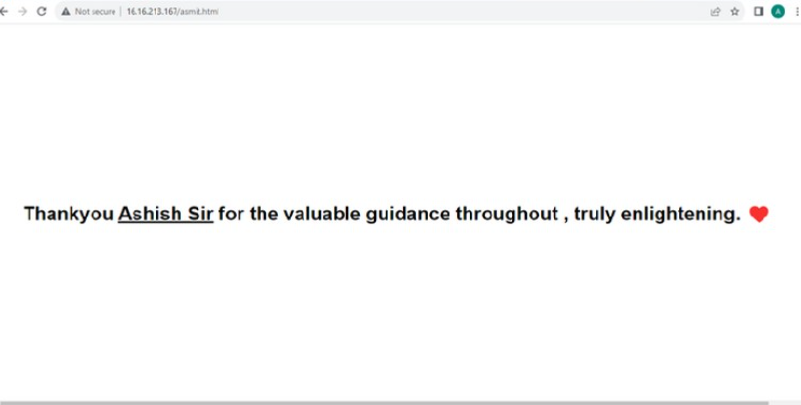 Not secure | 16.16.213.167/asmit.html
A
Thankyou Ashish Sir for the valuable guidance throughout , truly enlightening. ❤